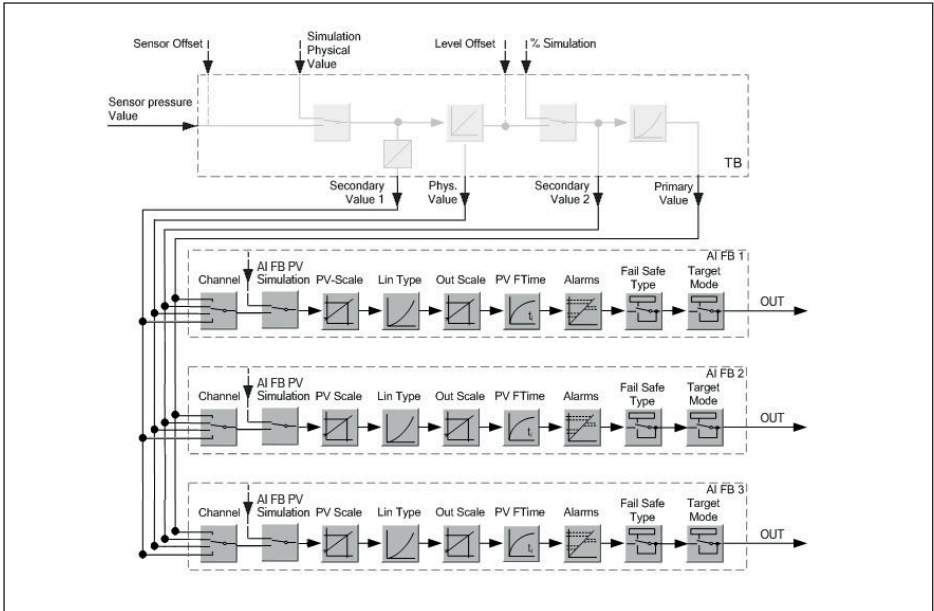 Sensor Offset
Simulation
Physical
Value
Level Offset
% Simulation
Sensor pressure
Value
TB
Secondary
Value 1
Phys.
Value
Secondary
Value 2
Primary
Value
AI FB 1
AI FB PV
Simulation
Channel
PV-Scale
Lin Type
Out Scale
PV FTime
Alarms
Fail Safe
Type
Target
Mode
OUT
tᵢ
AI FB 2
AI FB PV
Simulation
Channel
PV Scale
Lin Type
Out Scale
PV FTime
Alarms
Fail Safe
Type
Target
Mode
OUT
tᵢ
AI FB 3
AI FB PV
Simulation
Channel
PV Scale
Lin Type
Out Scale
PV FTime
Alarms
Fail Safe
Type
Target
Mode
OUT
tᵢ